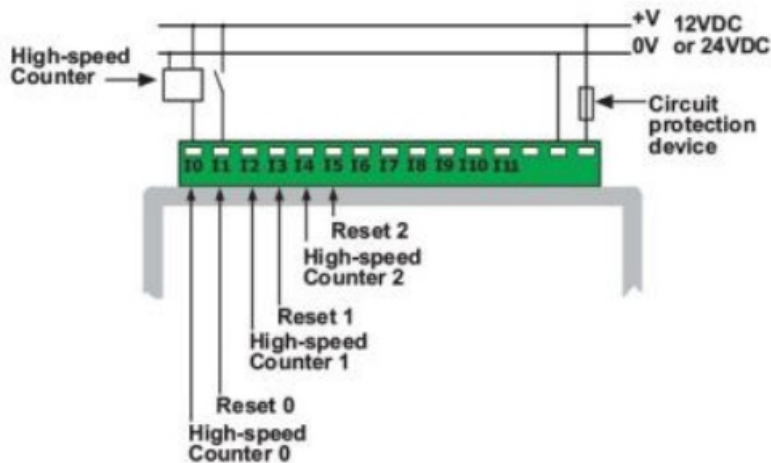 +V 12VDC
0V or 24VDC
High-speed
Counter
Circuit
protection
device
I0 I1 I2 I3 I4 I5 I6 I7 I8 I9 I10 I11
Reset 2
High-speed
Counter 2
Reset 1
High-speed
Counter 1
Reset 0
High-speed
Counter 0